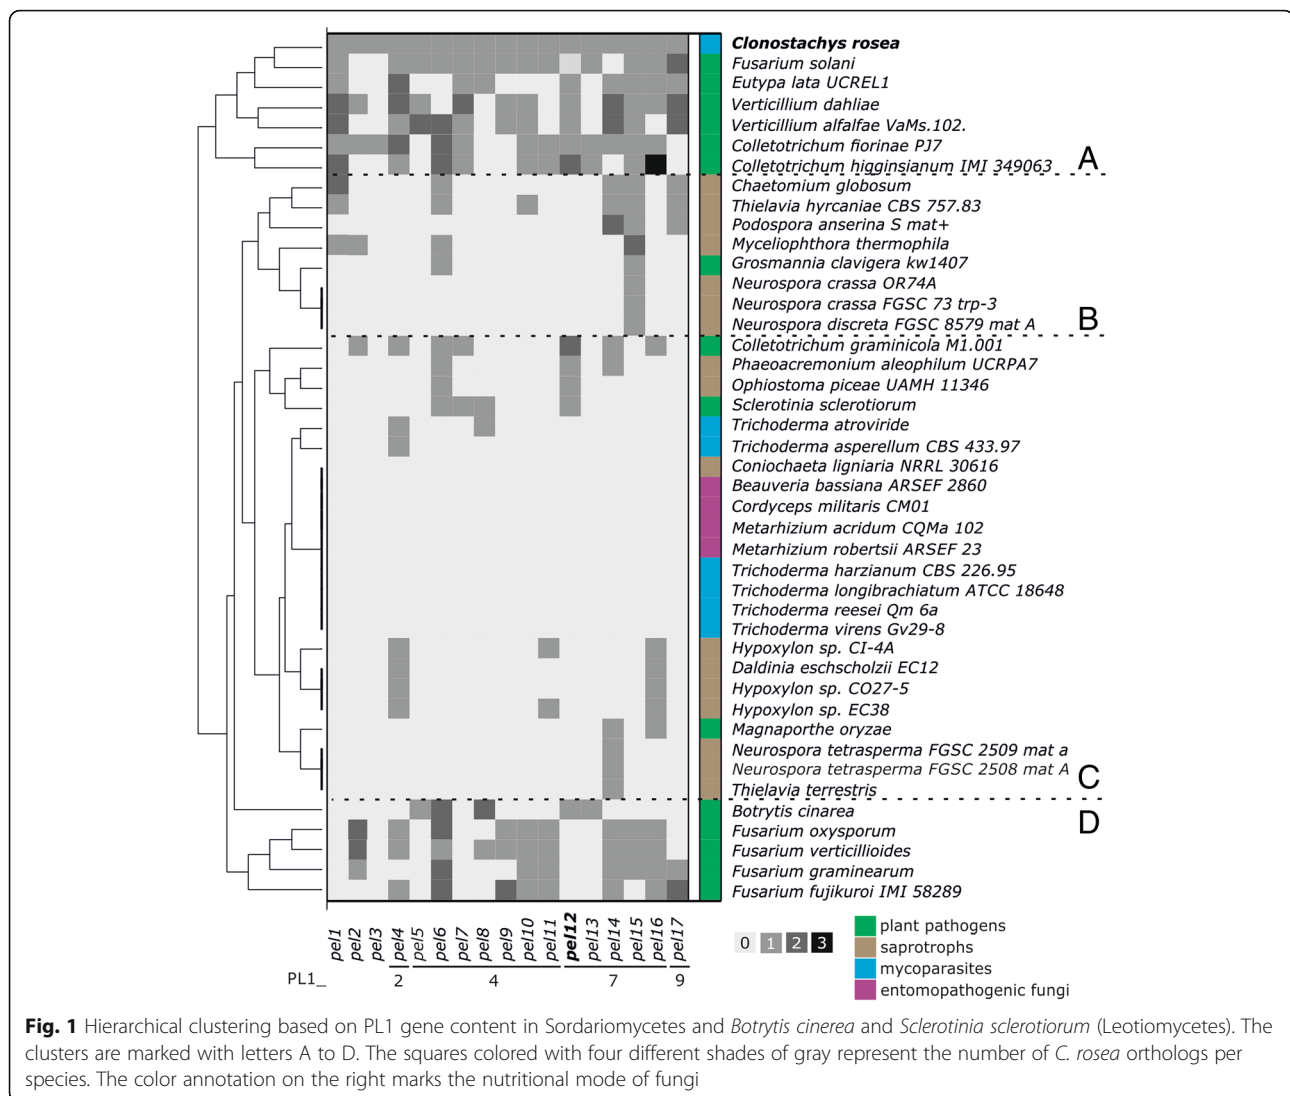 Clonostachys rosea
Fusarium solani
Eutypa lata UCREL1
Verticillium dahliae
Verticillium alfalfae VaMs.102.
Colletotrichum fiorinae PJ7
Colletotrichum higginsianum IMI 349063
A
Chaetomium globosum
Thielavia hyrcaniae CBS 757.83
Podospora anserina S mat+
Myceliophthora thermophila
Grosmannia clavigera kw1407
Neurospora crassa OR74A
Neurospora crassa FGSC 73 trp-3
Neurospora discreta FGSC 8579 mat A
B
Colletotrichum graminicola M1.001
Phaeoacremonium aleophilum UCRPA7
Ophiostoma piceae UAMH 11346
Sclerotinia sclerotiorum
Trichoderma atroviride
Trichoderma asperellum CBS 433.97
Coniochaeta ligniaria NRRL 30616
Beauveria bassiana ARSEF 2860
Cordyceps militaris CM01
Metarhizium acridum CQMa 102
Metarhizium robertsii ARSEF 23
Trichoderma harzianum CBS 226.95
Trichoderma longibrachiatum ATCC 18648
Trichoderma reesei Qm 6a
Trichoderma virens Gv29-8
Hypoxylon sp. CI-4A
Daldinia eschscholzii EC12
Hypoxylon sp. CO27-5
Hypoxylon sp. EC38
Magnaporthe oryzae
Neurospora tetrasperma FGSC 2509 mat a
Neurospora tetrasperma FGSC 2508 mat A
Thielavia terrestris
C
Botrytis cinarea
D
Fusarium oxysporum
Fusarium verticillioides
Fusarium graminearum
Fusarium fujikuroi IMI 58289
pel1 pel2 pel3 pel4 pel5 pel6 pel7 pel8 pel9 pel10 pel11 pel12 pel13 pel14 pel15 pel16 pel17
PL1_ 2 4 7 9
0 1 2 3
plant pathogens
saprotrophs
mycoparasites
entomopathogenic fungi
Fig. 1 Hierarchical clustering based on PL1 gene content in Sordariomycetes and Botrytis cinerea and Sclerotinia sclerotiorum (Leotiomycetes). The
clusters are marked with letters A to D. The squares colored with four different shades of gray represent the number of C. rosea orthologs per
species. The color annotation on the right marks the nutritional mode of fungi